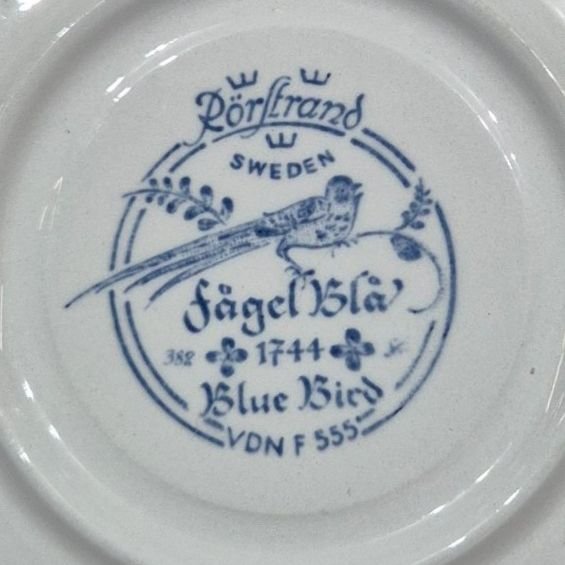 Rörstrand
SWEDEN
Fågel Blå
382 1744
Blue Bird
VDN F 555